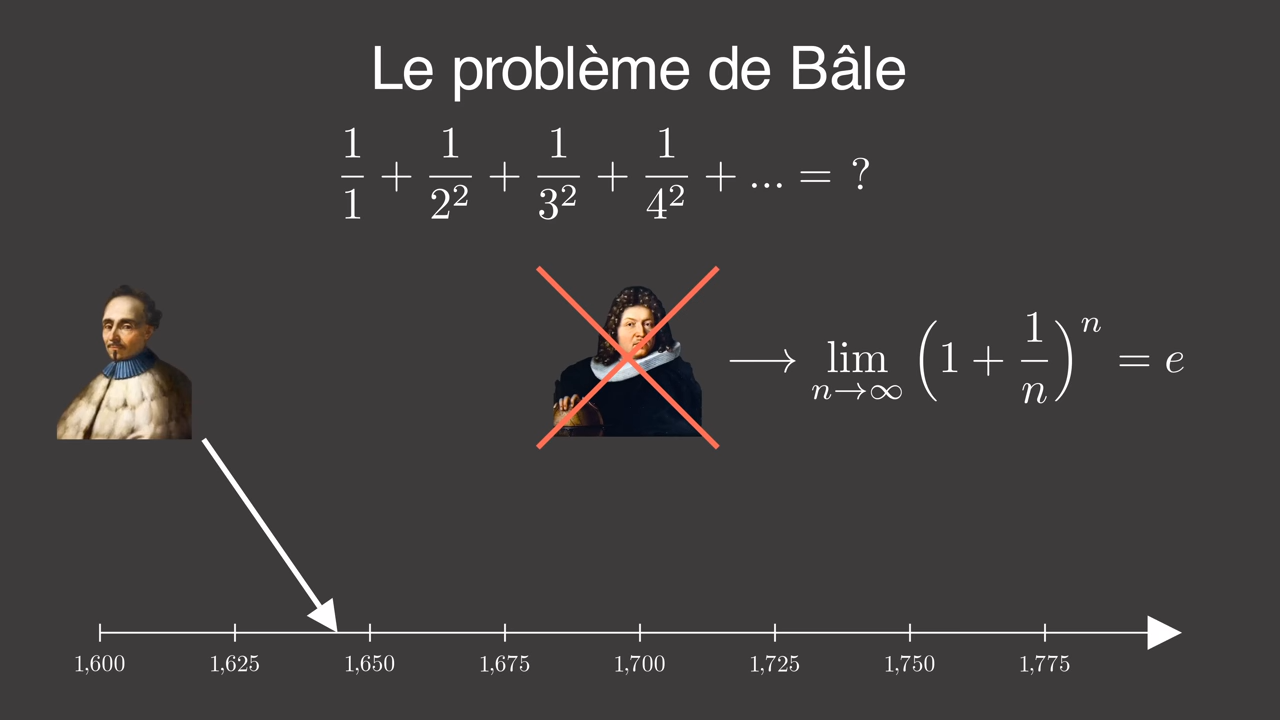 Le problème de Bâle
1/1 + 1/2² + 1/3² + 1/4² + ... = ?
⟶ lim n→∞ (1 + 1/n)ⁿ = e
1,600 1,625 1,650 1,675 1,700 1,725 1,750 1,775